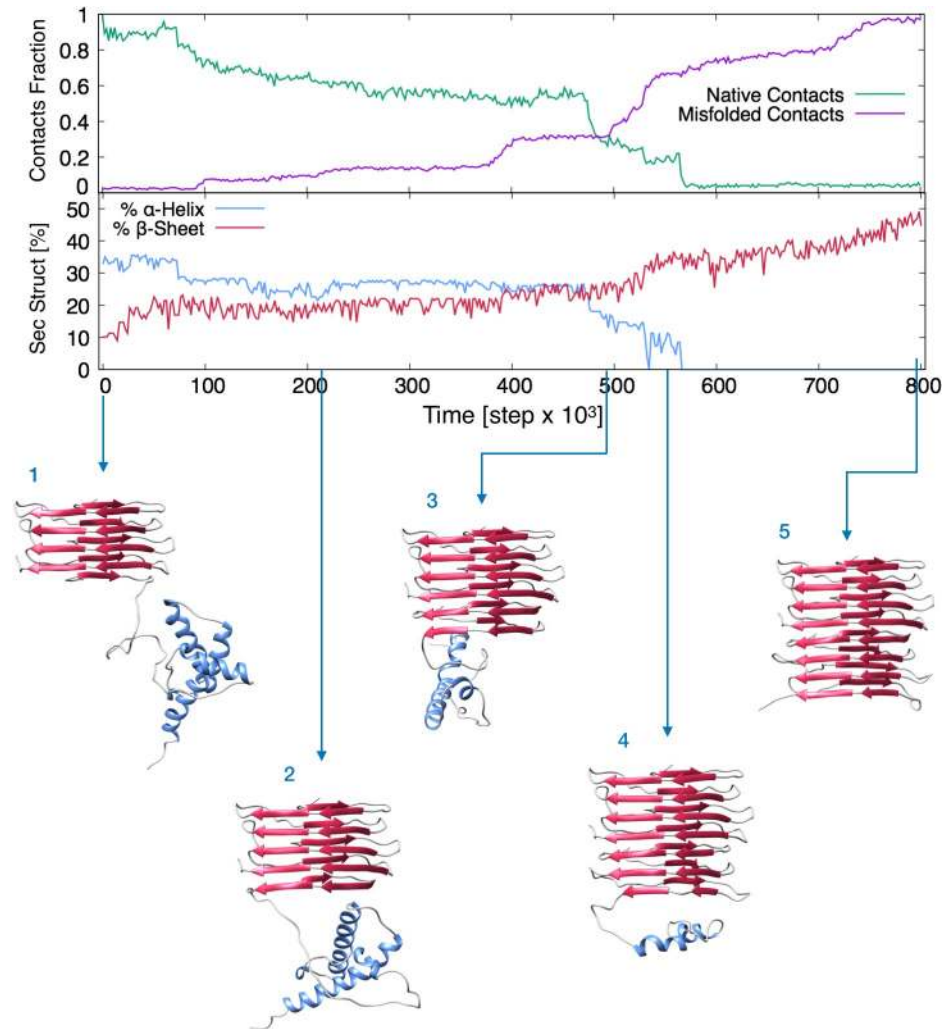 1
0.8
0.6
0.4
0.2
0
Contacts Fraction
Native Contacts
Misfolded Contacts
50
40
30
20
10
0
Sec Struct [%]
% α-Helix
% β-Sheet
0 100 200 300 400 500 600 700 800
Time [step x 10³]
1
3
5
2
4